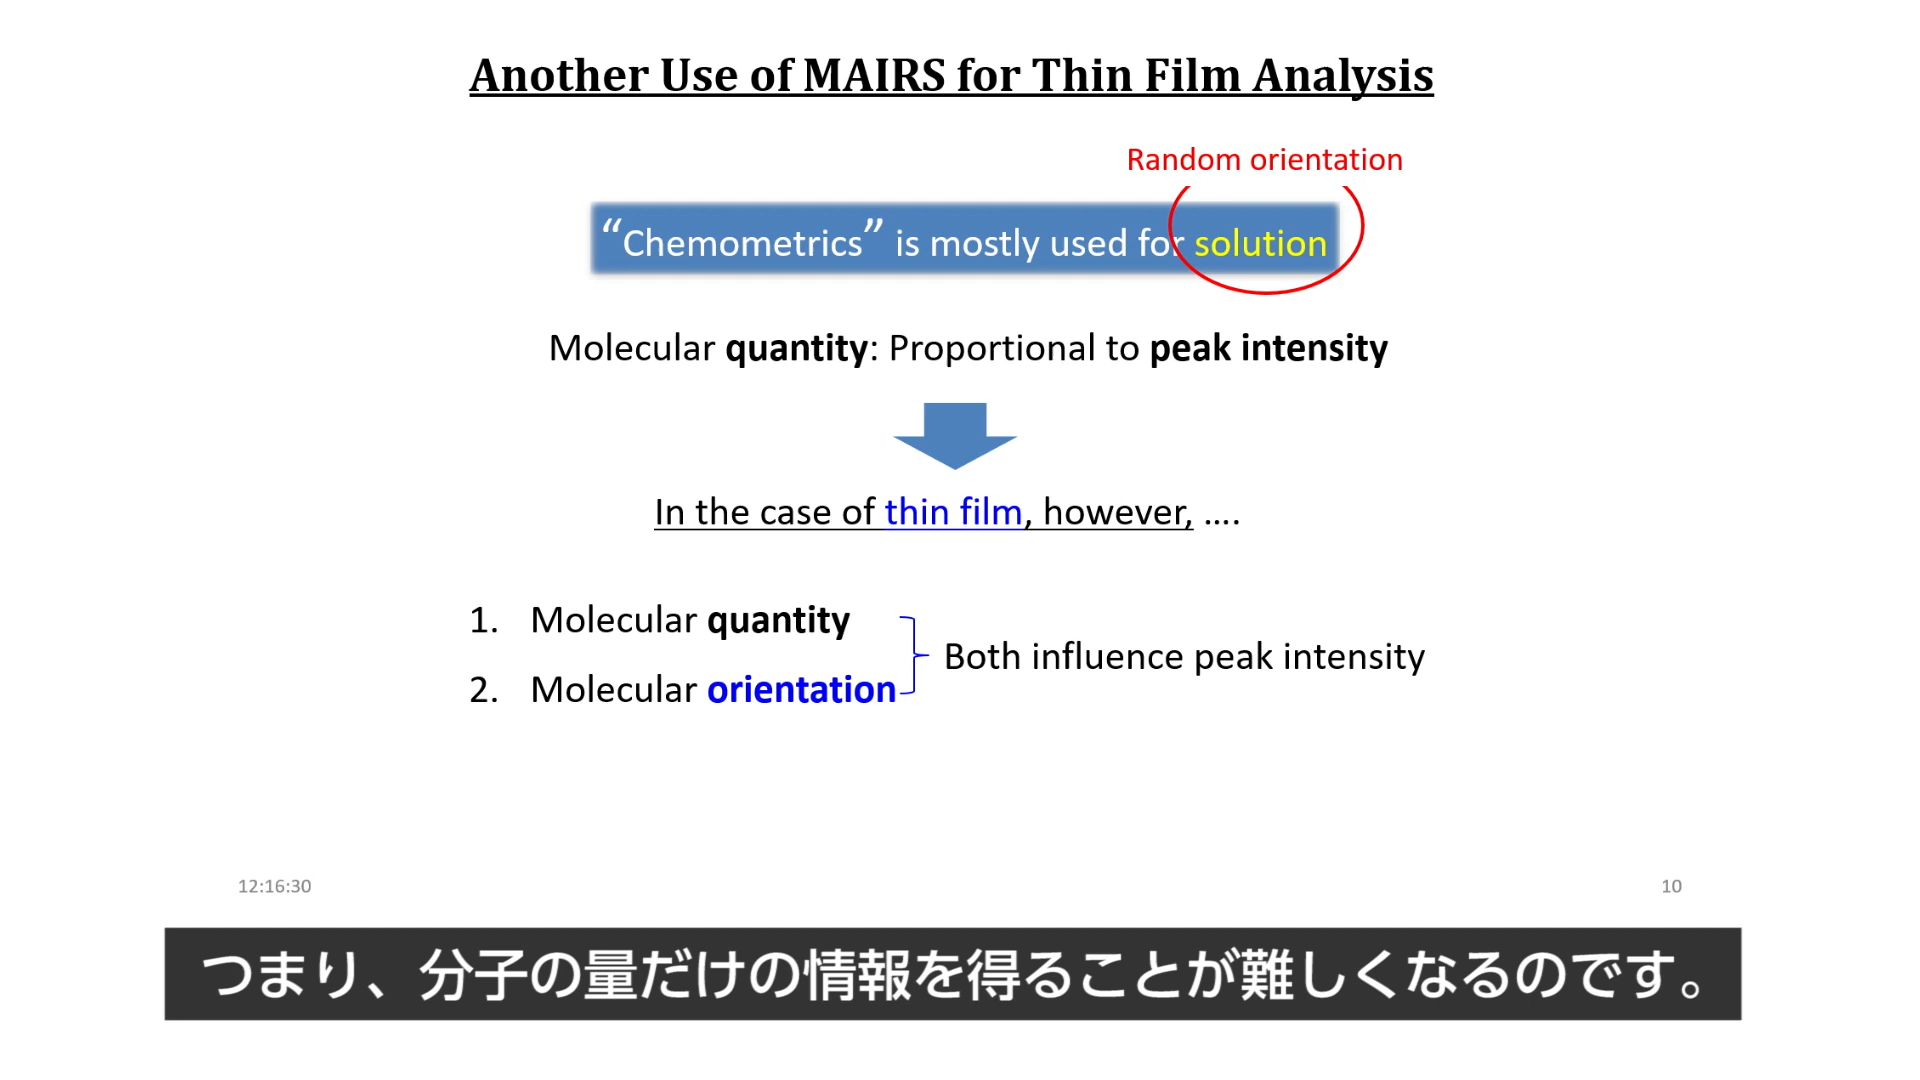 Another Use of MAIRS for Thin Film Analysis
Random orientation
“Chemometrics” is mostly used for solution
Molecular quantity: Proportional to peak intensity
In the case of thin film, however, ....
1. Molecular quantity
2. Molecular orientation
Both influence peak intensity
12:16:30
10
つまり、分子の量だけの情報を得ることが難しくなるのです。